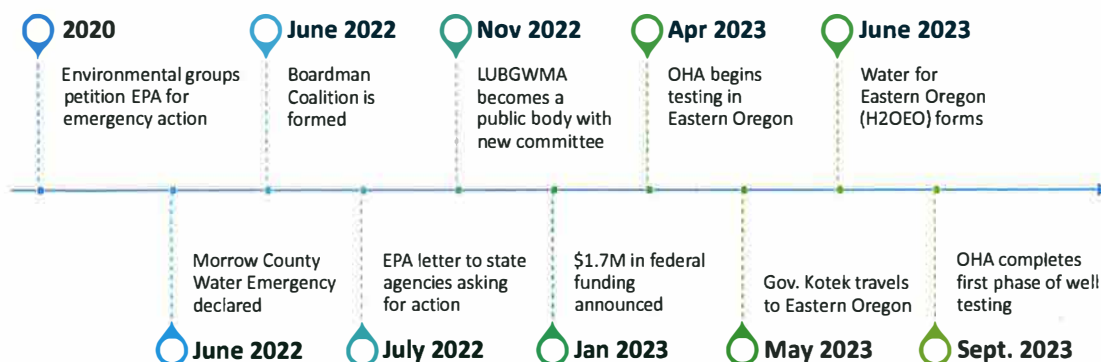 2020
Environmental groups
petition EPA for
emergency action
June 2022
Boardman
Coalition is
formed
Nov 2022
LUBGWMA
becomes a
public body with
new committee
Apr 2023
OHA begins
testing in
Eastern Oregon
June 2023
Water for
Eastern Oregon
(H2OEO) forms
Morrow County
Water Emergency
declared
June 2022
EPA letter to state
agencies asking
for action
July 2022
$1.7M in federal
funding
announced
Jan 2023
Gov. Kotek travels
to Eastern Oregon
May 2023
OHA completes
first phase of well
testing
Sept. 2023